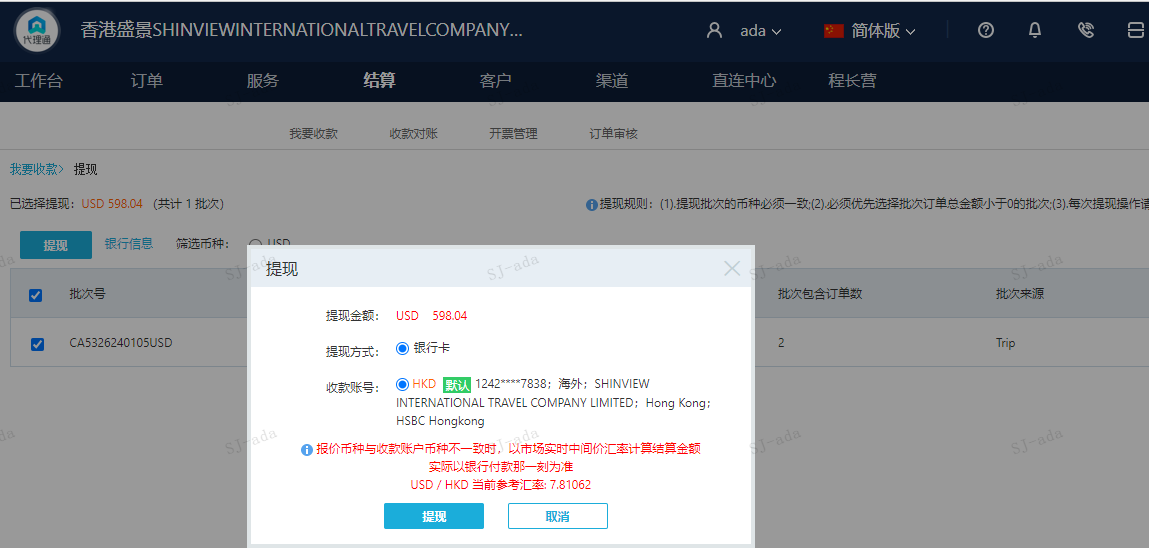 代理通
香港盛景SHINVIEWINTERNATIONALTRAVELCOMPANY...
ada
简体版
工作台
订单
服务
结算
客户
渠道
直连中心
程长营
我要收款
收款对账
开票管理
订单审核
我要收款> 提现
已选择提现：USD 598.04 （共计 1 批次）
提现规则：(1).提现批次的币种必须一致;(2).必须优先选择批次订单总金额小于0的批次;(3).每次提现操作请
提现
银行信息
筛选币种：
USD
批次号
批次包含订单数
批次来源
CA5326240105USD
2
Trip
提现
提现金额： USD 598.04
提现方式： 银行卡
收款账号： HKD 默认 1242****7838；海外；SHINVIEW
INTERNATIONAL TRAVEL COMPANY LIMITED；Hong Kong；
HSBC Hongkong
报价币种与收款账户币种不一致时，以市场实时中间价汇率计算结算金额
实际以银行付款那一刻为准
USD / HKD 当前参考汇率: 7.81062
提现
取消
SJ-ada
SJ-ada
SJ-ada
SJ-ada
SJ-ada
SJ-ada
SJ-ada
SJ-ada